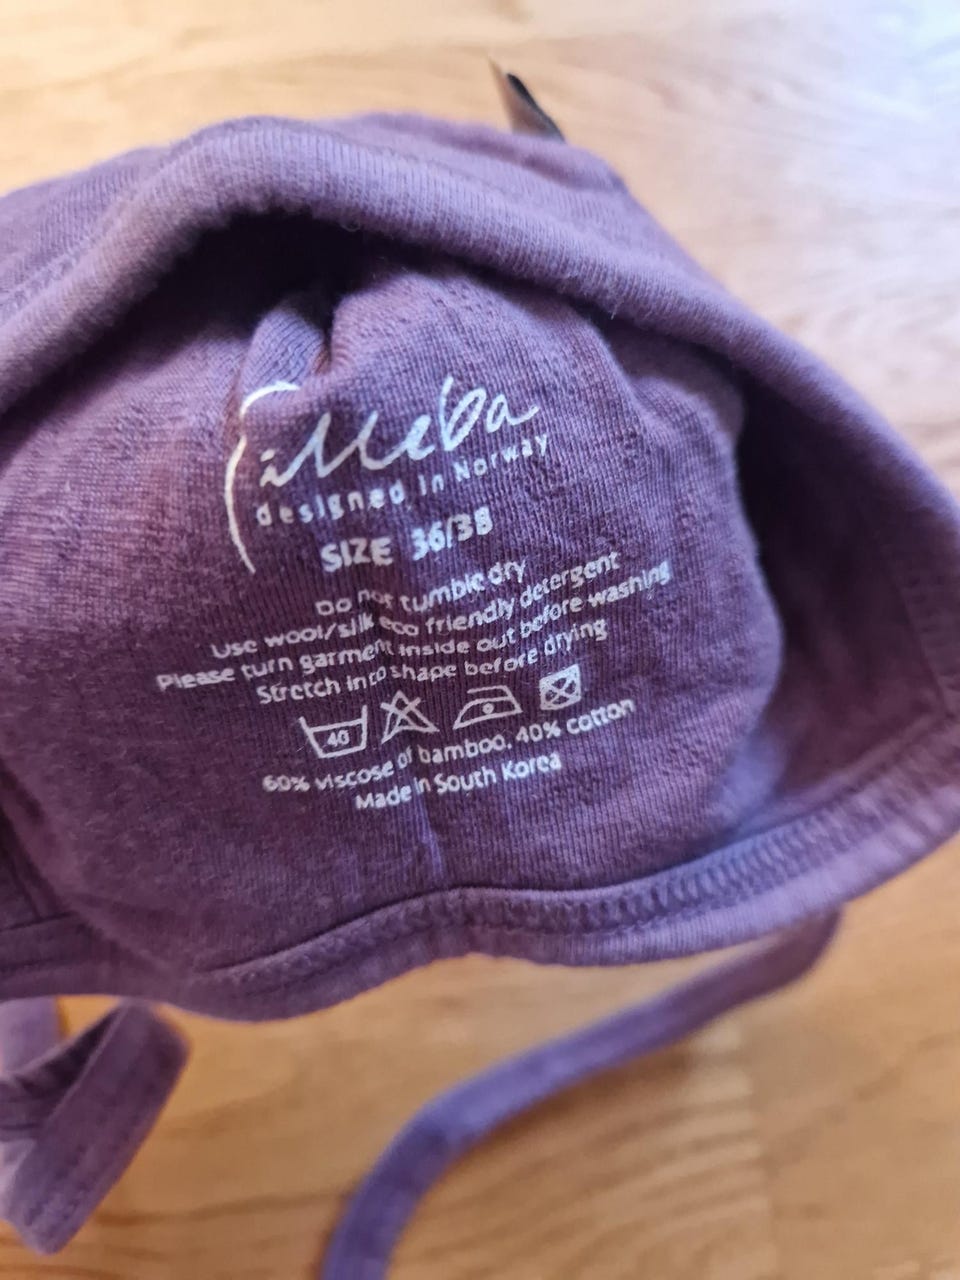 Lilleba
designed in Norway
SIZE 36/38
Do not tumble dry
Use wool/silk eco friendly detergent
Please turn garment inside out before washing
Stretch into shape before drying
40
60% viscose of bamboo. 40% cotton
Made in South Korea